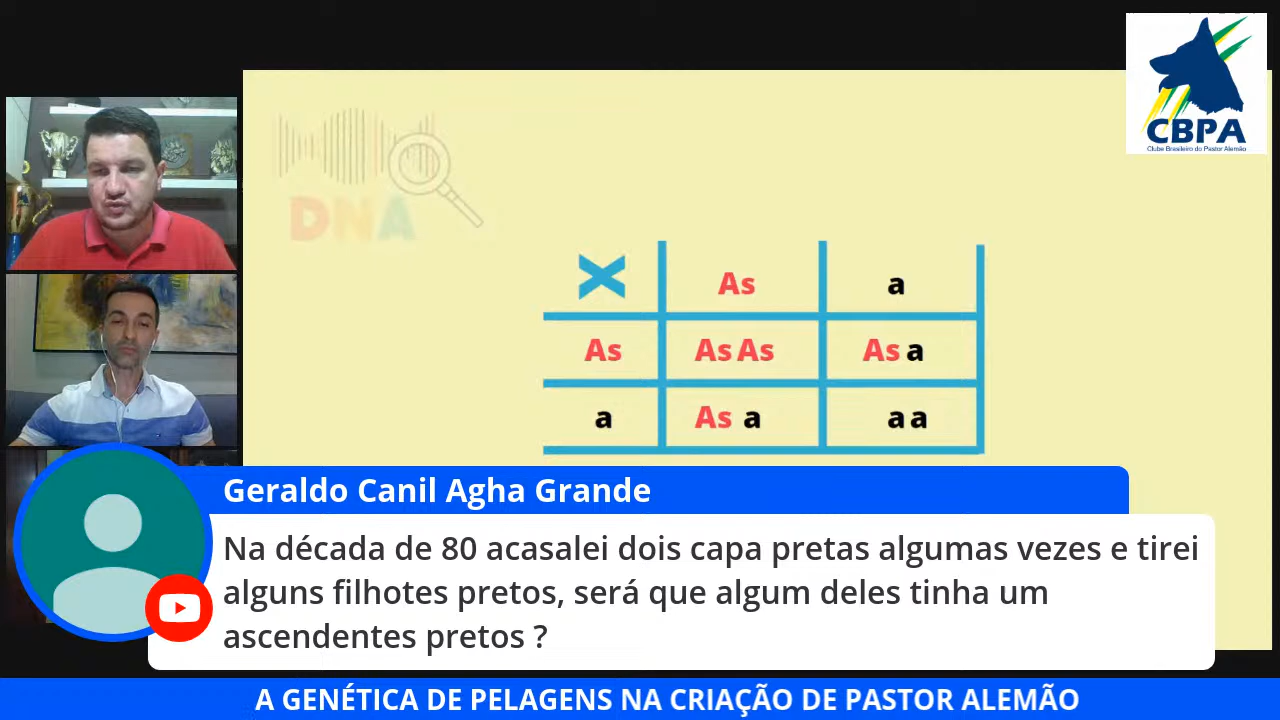 CBPA
Clube Brasileiro do Pastor Alemão
DNA
X As a
As As As As a
a As a a a
Geraldo Canil Agha Grande
Na década de 80 acasalei dois capa pretas algumas vezes e tirei
alguns filhotes pretos, será que algum deles tinha um
ascendentes pretos ?
A GENÉTICA DE PELAGENS NA CRIAÇÃO DE PASTOR ALEMÃO